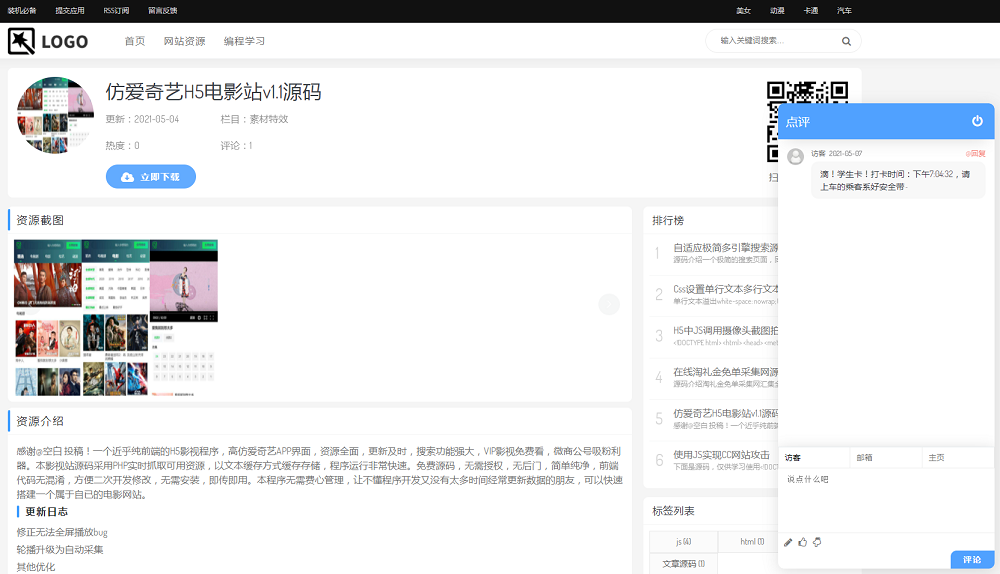 装机必备 提交应用 RSS订阅 留言反馈 美女 动漫 卡通 汽车
LOGO 首页 网站资源 编程学习 输入关键词搜索...
仿爱奇艺H5电影站v1.1源码
更新：2021-05-04 栏目：素材特效
热度：0 评论：1
立即下载
扫
点评
访客 2021-05-07 @回复
滴！学生卡！打卡时间：下午7:04:32，请
上车的乘客系好安全带~
资源截图
排行榜
1 自适应极简多引擎搜索源
源码介绍一个极简的搜索页面，
2 Css设置单行文本多行文本
单行文本溢出white-space:nowrap;
3 H5中JS调用摄像头截图拍
<!DOCTYPE html> <html> <head> <met
4 在线淘礼金免单采集网源
源码介绍淘礼金免单采集网汇集全
5 仿爱奇艺H5电影站v1.1源码
感谢@空白 投稿！一个近乎纯前端
6 使用JS实现CC网站攻击
下面是源码，仅供学习使用<!DOCT
资源介绍
感谢@空白 投稿！一个近乎纯前端的H5影视程序，高仿爱奇艺APP界面，资源全面，更新及时，搜索功能强大，VIP影视免费看，微商公号吸粉利
器。本影视站源码采用PHP实时抓取可用资源，以文本缓存方式缓存存储，程序运行非常快速。免费源码，无需授权，无后门，简单纯净，前端
代码无混淆，方便二次开发修改，无需安装，即传即用。本程序无需费心管理，让不懂程序开发又没有太多时间经常更新数据的朋友，可以快速
搭建一个属于自已的电影网站。
更新日志
修正无法全屏播放bug
轮播升级为自动采集
其他优化
标签列表
js (4) html (1)
文章源码 (1)
访客 邮箱 主页
说点什么吧
评论